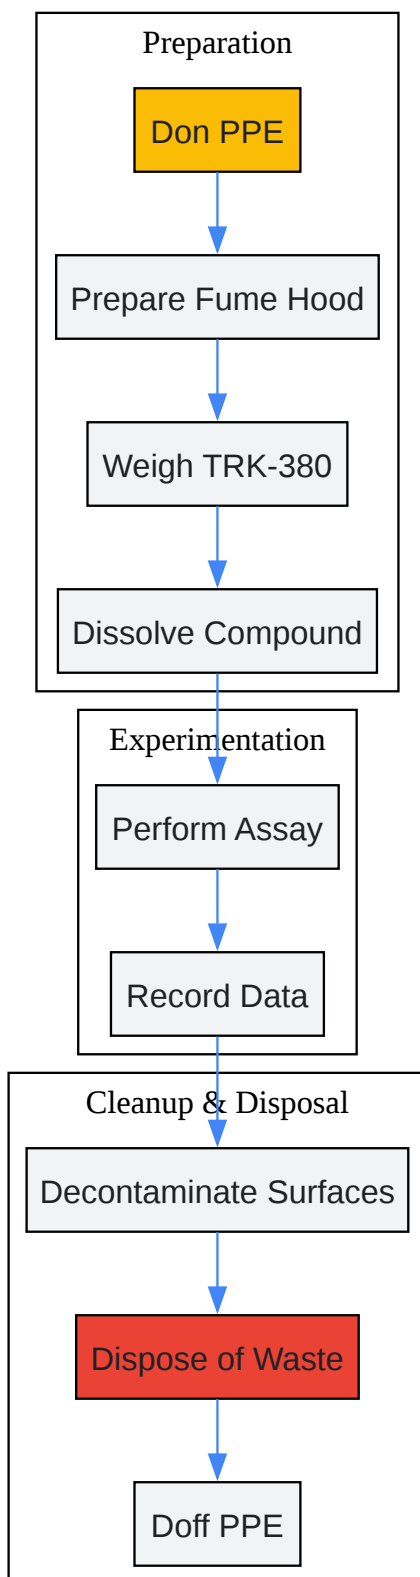 Preparation
Don PPE
Prepare Fume Hood
Weigh TRK-380
Dissolve Compound
Experimentation
Perform Assay
Record Data
Cleanup & Disposal
Decontaminate Surfaces
Dispose of Waste
Doff PPE